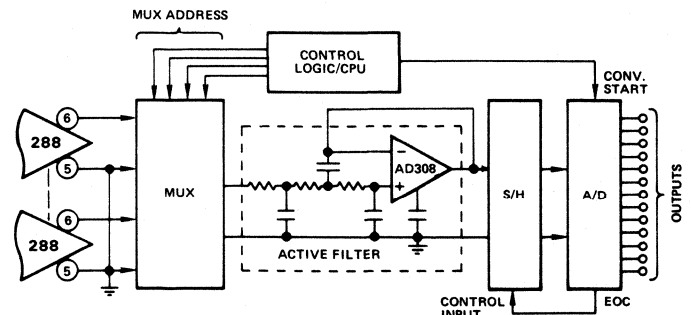 MUX ADDRESS
CONTROL
LOGIC/CPU
CONV.
START
6
288
5
6
288
5
MUX
−
AD308
+
ACTIVE FILTER
S/H
A/D
OUTPUTS
CONTROL
INPUT
EOC